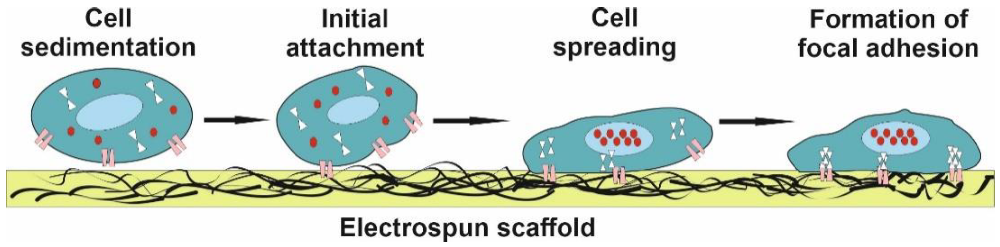 Cell
sedimentation
Initial
attachment
Cell
spreading
Formation of
focal adhesion
Electrospun scaffold